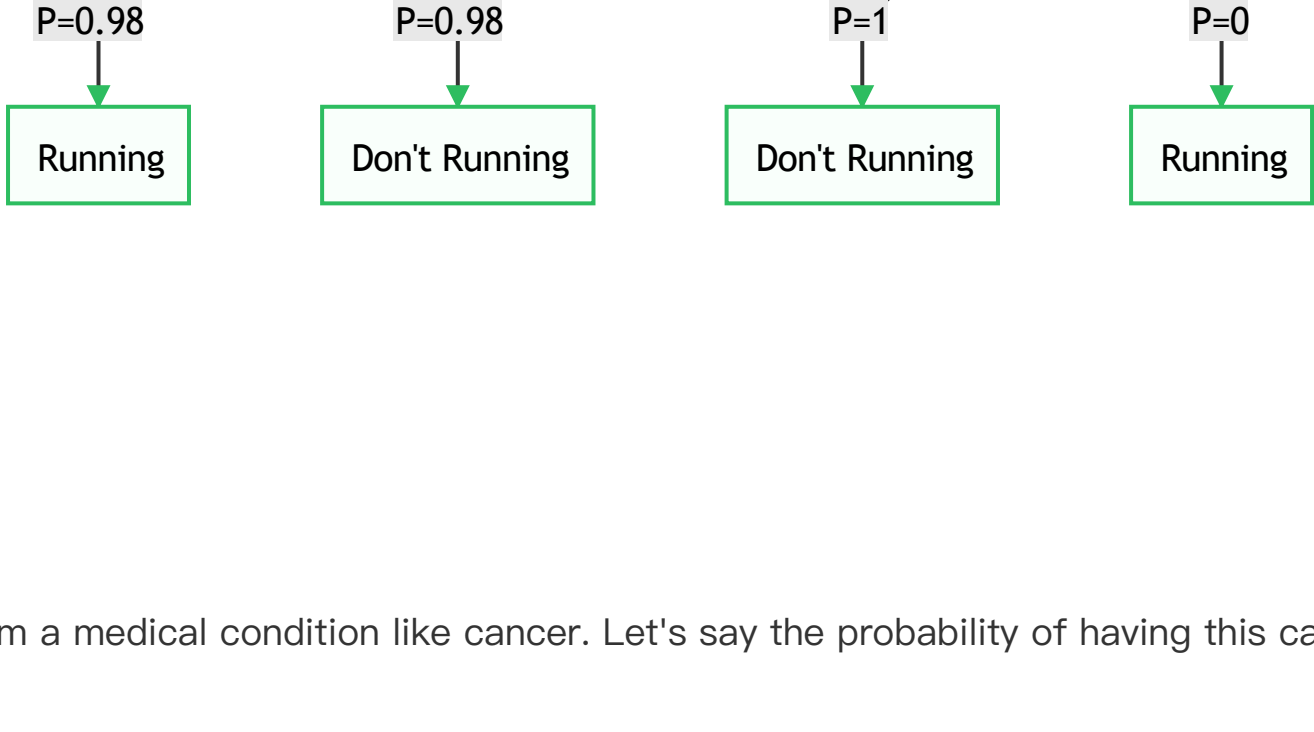 P=0.98 P=0.98 P=1 P=0
Running Don't Running Don't Running Running
m a medical condition like cancer. Let's say the probability of having this ca